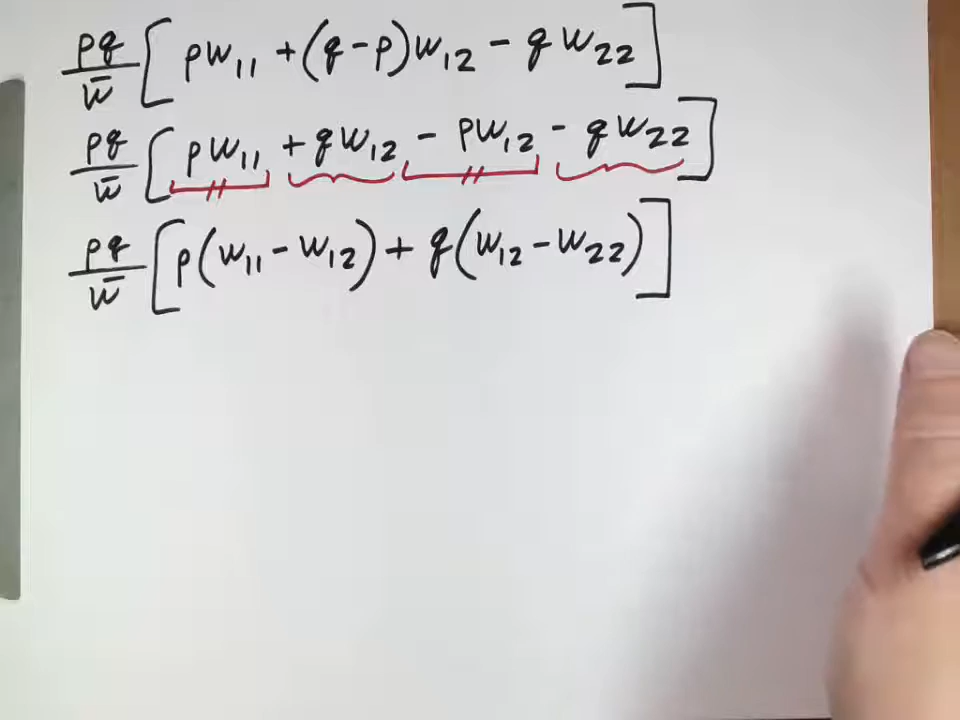 pq/w̄ [pw₁₁ + (q-p)w₁₂ - qw₂₂]
pq/w̄ [pw₁₁ + qw₁₂ - pw₁₂ - qw₂₂]
pq/w̄ [p(w₁₁ - w₁₂) + q(w₁₂ - w₂₂)]